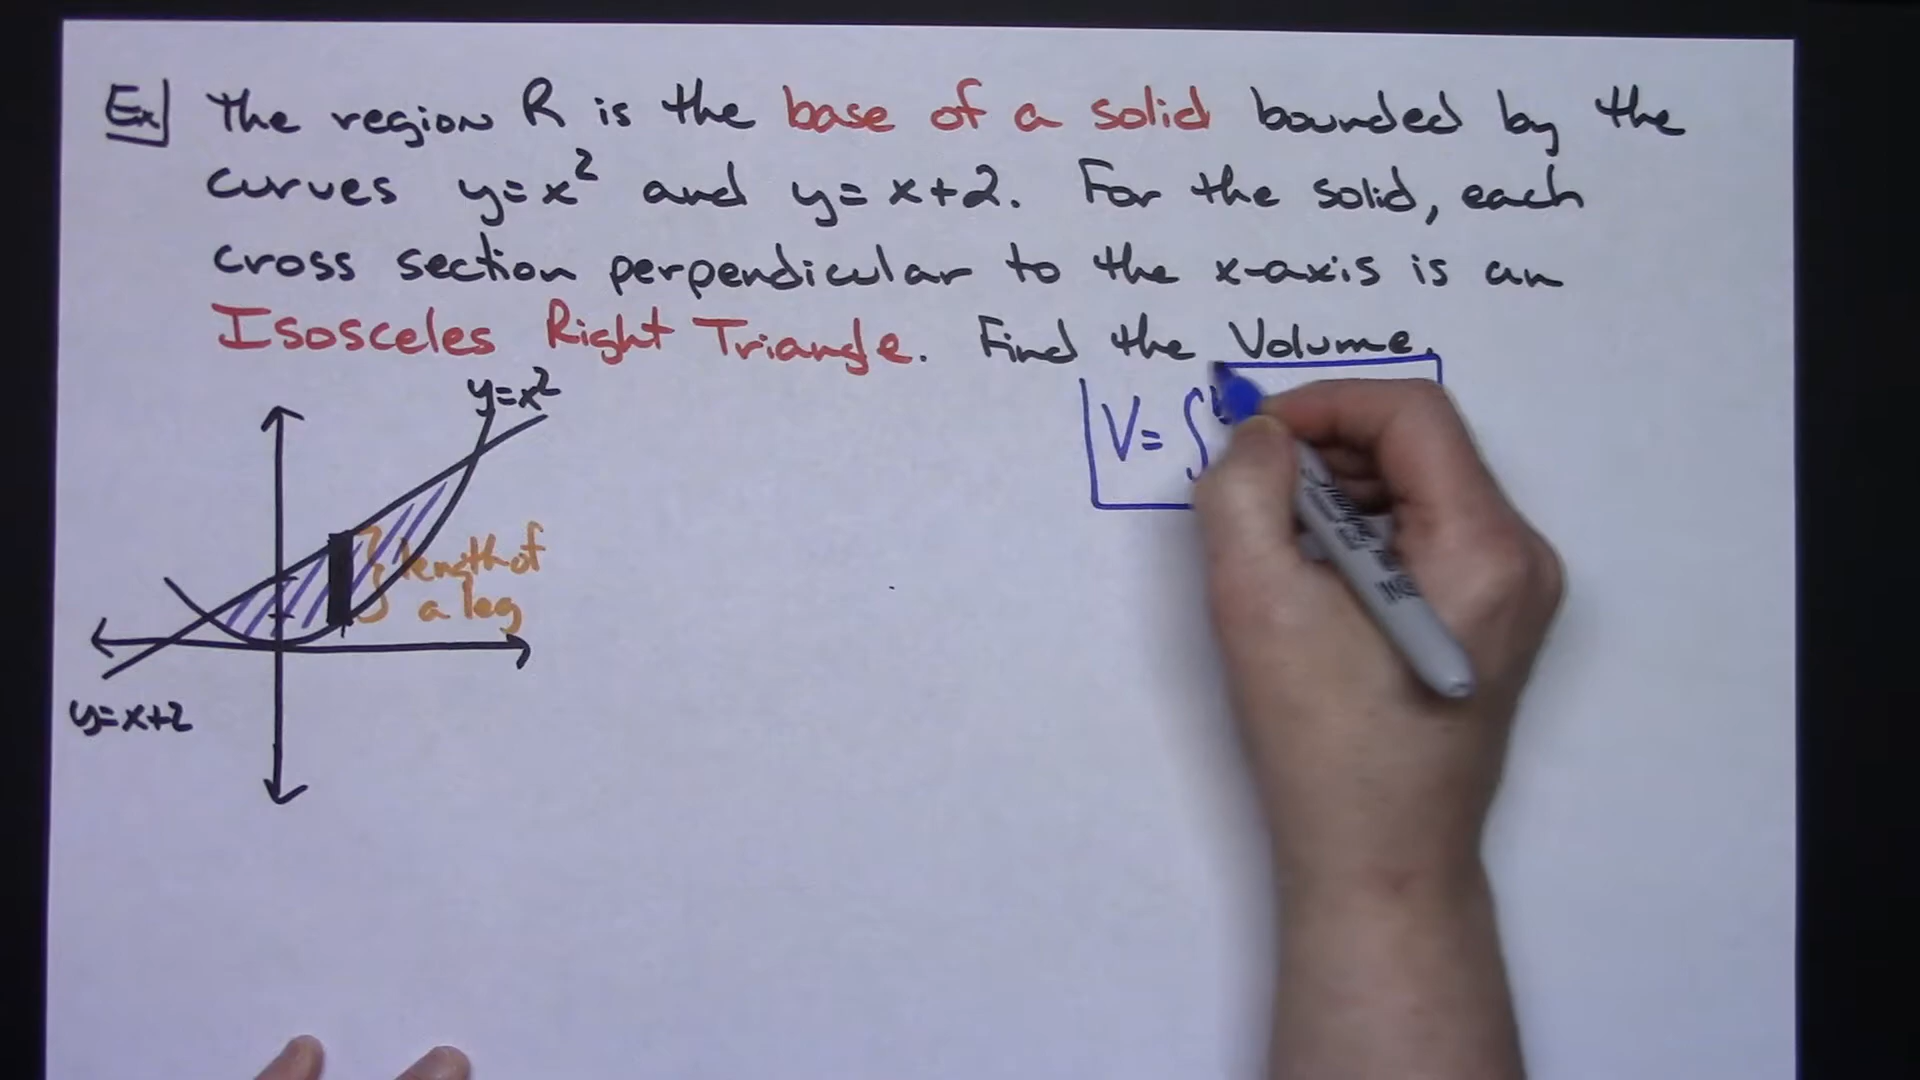 Ex The region R is the base of a solid bounded by the
curves y=x² and y=x+2. For the solid, each
cross section perpendicular to the x-axis is an
Isosceles Right Triangle. Find the Volume.
y=x²
V=∫
length of
a leg
y=x+2
Sharpie